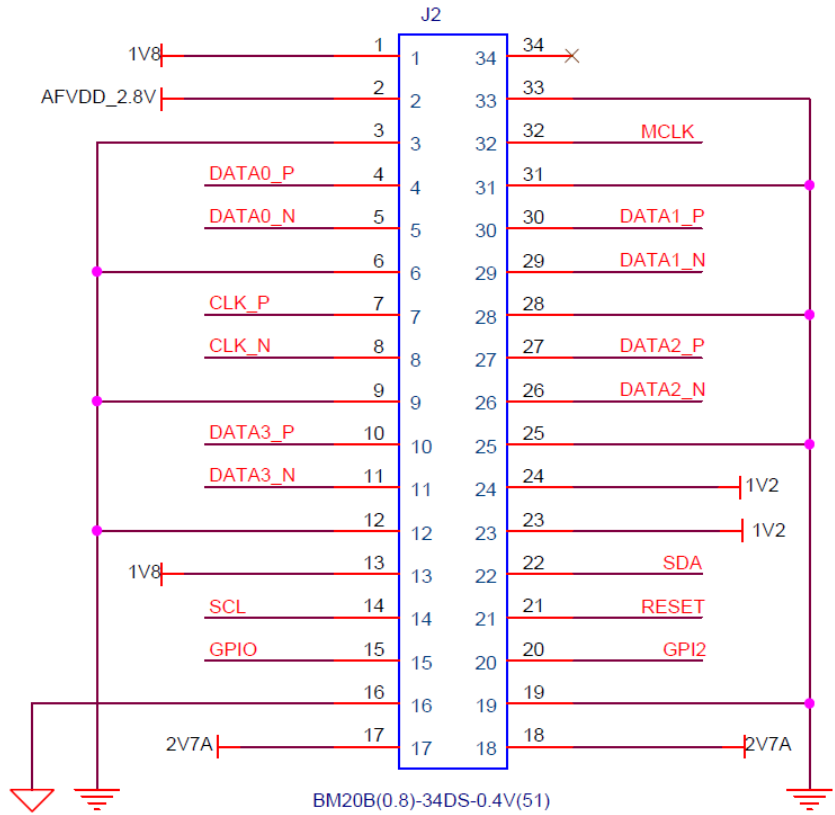 J2
1V8 1 1 34 34
AFVDD_2.8V 2 2 33 33
3 3 32 32 MCLK
DATA0_P 4 4 31 31
DATA0_N 5 5 30 30 DATA1_P
6 6 29 29 DATA1_N
CLK_P 7 7 28 28
CLK_N 8 8 27 27 DATA2_P
9 9 26 26 DATA2_N
DATA3_P 10 10 25 25
DATA3_N 11 11 24 24 1V2
12 12 23 23 1V2
1V8 13 13 22 22 SDA
SCL 14 14 21 21 RESET
GPIO 15 15 20 20 GPI2
16 16 19 19
2V7A 17 17 18 18 2V7A
BM20B(0.8)-34DS-0.4V(51)